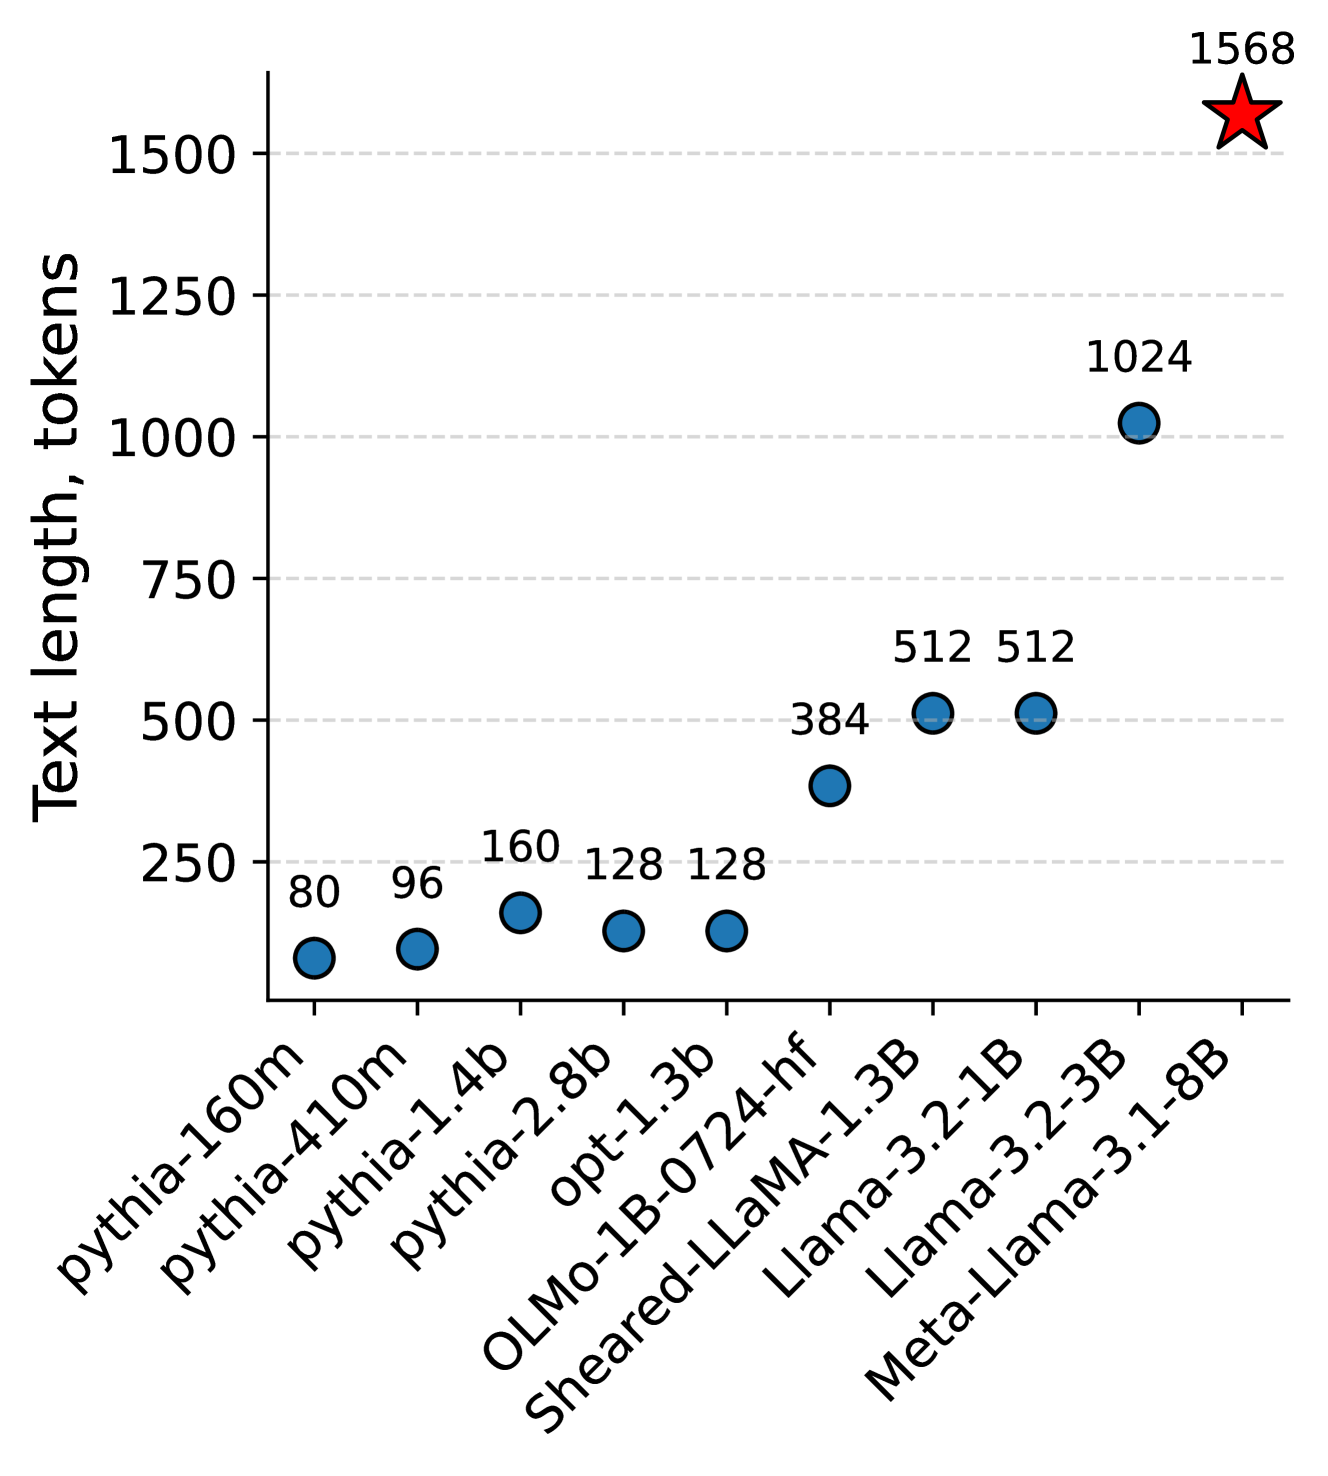 1568
1500
1250
1024
1000
750
512 512
384
500
160
128 128
250
80
96
Text length, tokens
pythia-160m
pythia-410m
pythia-1.4b
pythia-2.8b
opt-1.3b
OLMo-1B-0724-hf
Sheared-LLaMA-1.3B
Llama-3.2-1B
Llama-3.2-3B
Meta-Llama-3.1-8B